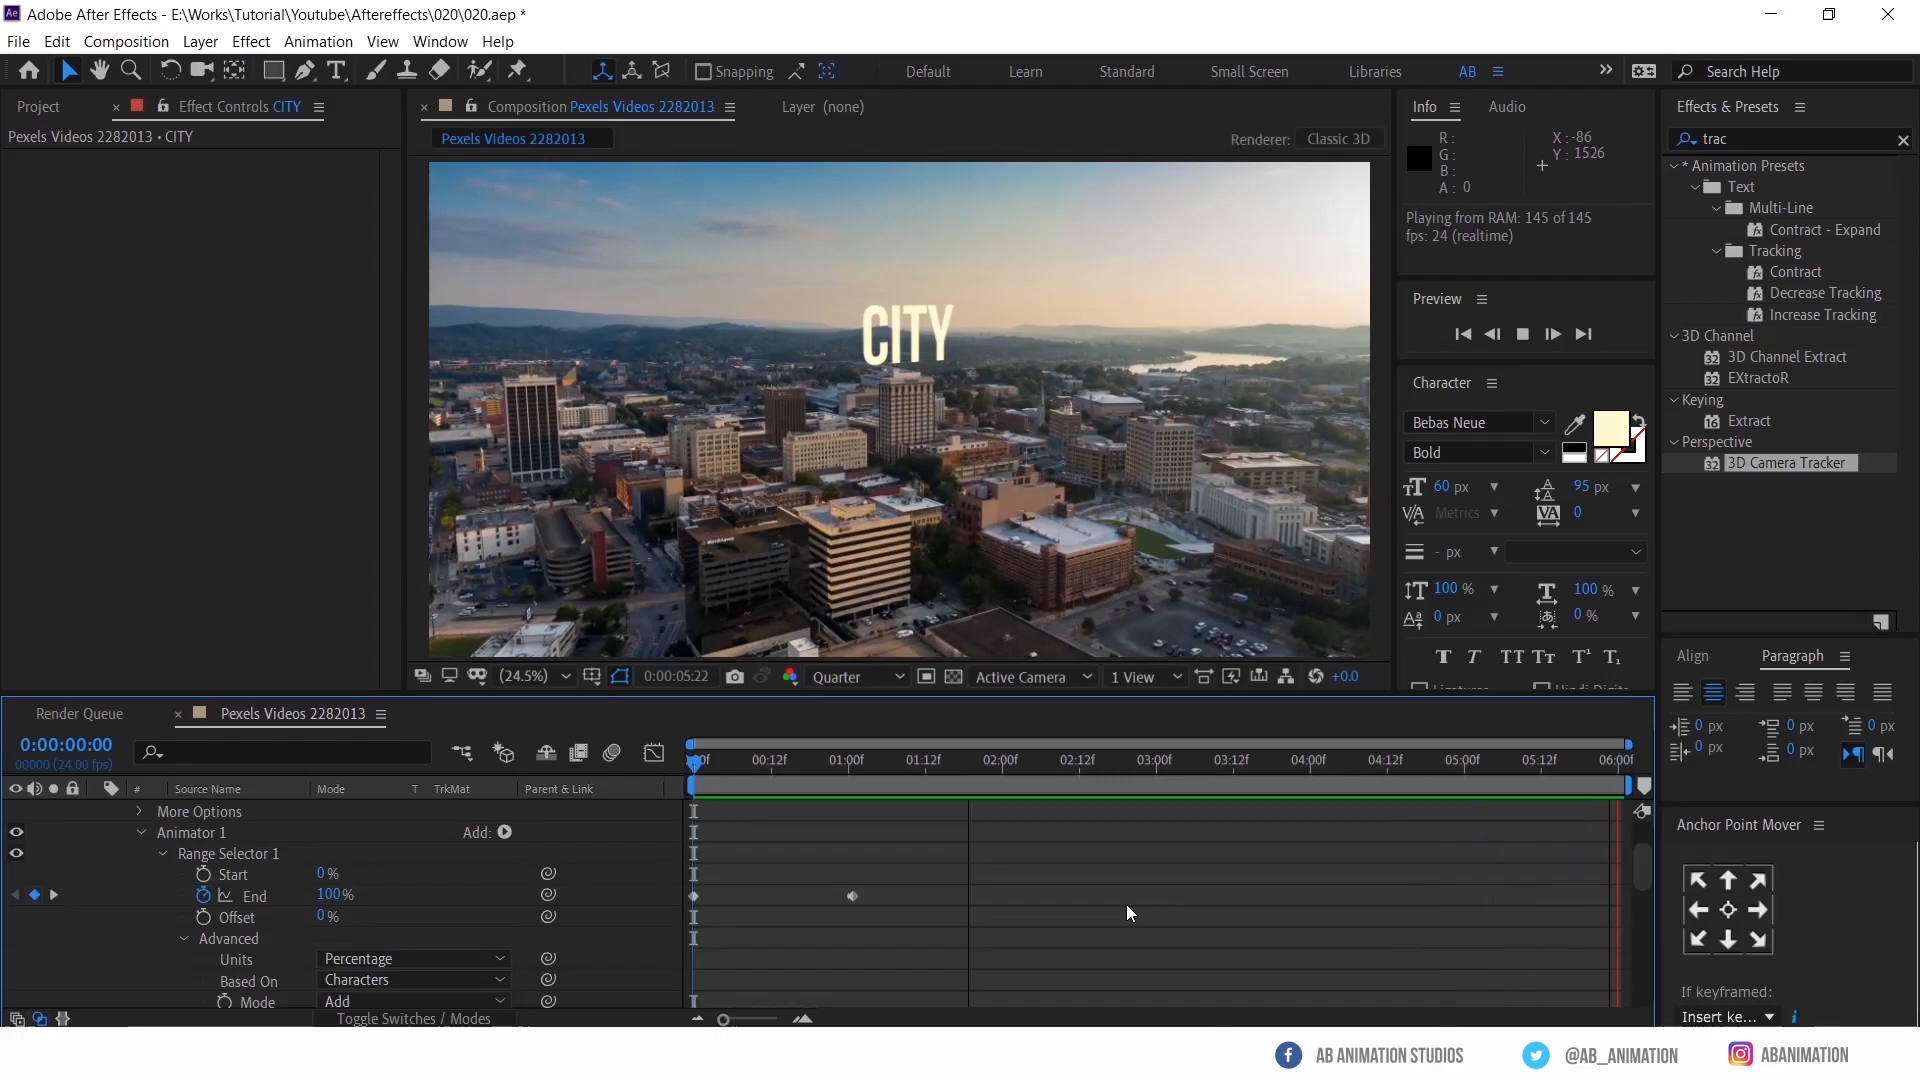 Ae Adobe After Effects - E:\Works\Tutorial\Youtube\Aftereffects\020\020.aep *
File Edit Composition Layer Effect Animation View Window Help
Snapping Default Learn Standard Small Screen Libraries AB Search Help
Project Effect Controls CITY
Pexels Videos 2282013 • CITY
Composition Pexels Videos 2282013 Layer (none)
Pexels Videos 2282013 Renderer: Classic 3D
CITY
(24.5%) 0:00:05:22 Quarter Active Camera 1 View +0.0
Info Audio
R :
G :
B :
A : 0
X : -86
Y : 1526
Playing from RAM: 145 of 145
fps: 24 (realtime)
Preview
Character
Bebas Neue
Bold
60 px 95 px
Metrics 0
- px
100 % 100 %
0 px 0 %
T T TT Tt T¹ T₁
Effects & Presets
trac
* Animation Presets
Text
Multi-Line
Contract - Expand
Tracking
Contract
Decrease Tracking
Increase Tracking
3D Channel
32 3D Channel Extract
32 EXtractoR
Keying
16 Extract
Perspective
32 3D Camera Tracker
Align Paragraph
0 px 0 px 0 px
0 px 0 px
Anchor Point Mover
If keyframed:
Insert ke...
Render Queue Pexels Videos 2282013
0:00:00:00
00000 (24.00 fps)
00:12f 01:00f 01:12f 02:00f 02:12f 03:00f 03:12f 04:00f 04:12f 05:00f 05:12f 06:00f
# Source Name Mode T TrkMat Parent & Link
More Options
Animator 1 Add:
Range Selector 1
Start 0%
End 100%
Offset 0%
Advanced
Units Percentage
Based On Characters
Mode Add
Toggle Switches / Modes
AB ANIMATION STUDIOS @AB_ANIMATION ABANIMATION